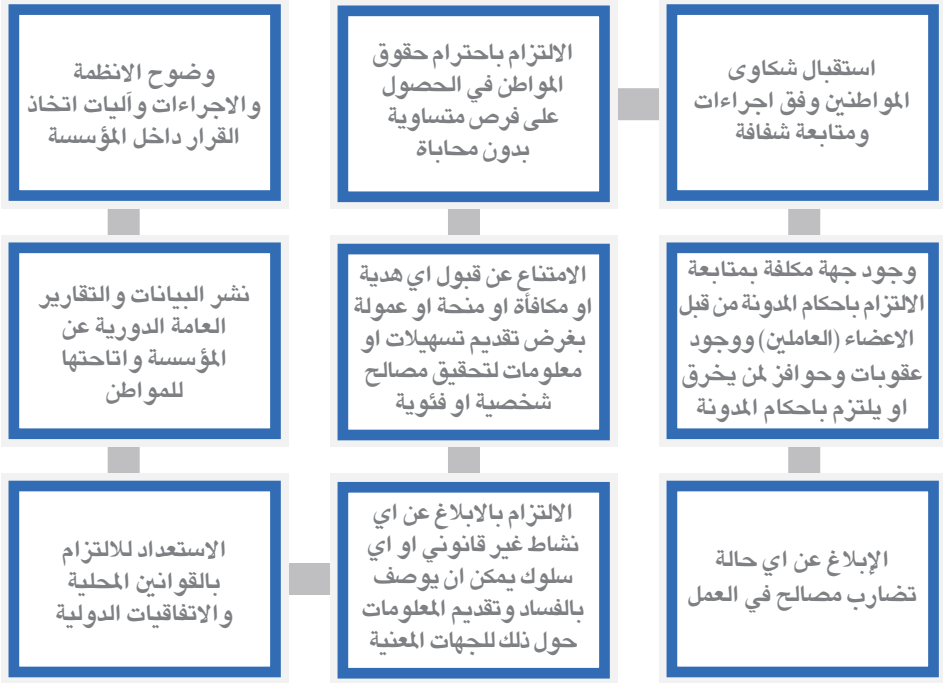 استقبال شكاوى
المواطنين وفق اجراءات
ومتابعة شفافة
الالتزام باحترام حقوق
المواطن في الحصول
على فرص متساوية
بدون محاباة
وضوح الانظمة
والاجراءات وآليات اتخاذ
القرار داخل المؤسسة
وجود جهة مكلفة بمتابعة
الالتزام باحكام المدونة من قبل
الاعضاء (العاملين) ووجود
عقوبات وحوافز لمن يخرق
او يلتزم باحكام المدونة
الامتناع عن قبول اي هدية
او مكافأة او منحة او عمولة
بغرض تقديم تسهيلات او
معلومات لتحقيق مصالح
شخصية او فئوية
نشر البيانات والتقارير
العامة الدورية عن
المؤسسة واتاحتها
للمواطن
الإبلاغ عن اي حالة
تضارب مصالح في العمل
الالتزام بالابلاغ عن اي
نشاط غير قانوني او اي
سلوك يمكن ان يوصف
بالفساد وتقديم المعلومات
حول ذلك للجهات المعنية
الاستعداد للالتزام
بالقوانين المحلية
والاتفاقيات الدولية